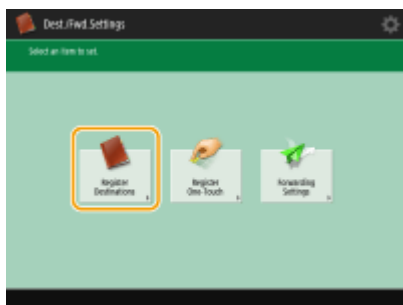 Dest./Fwd Settings
Select an item to set.
Register
Destinations
Register
One-Touch
Forwarding
Settings